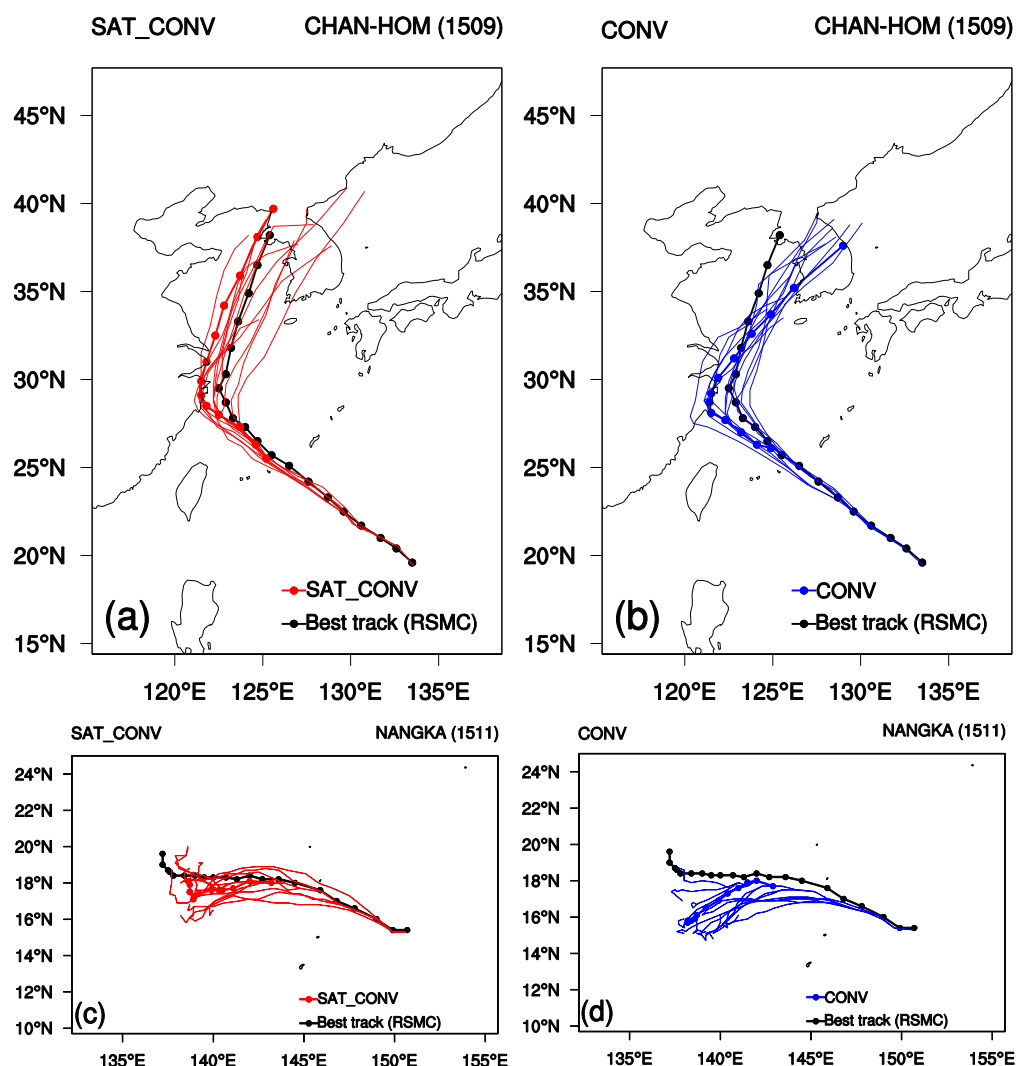 SAT_CONV CHAN-HOM (1509)
CONV CHAN-HOM (1509)
45°N
40°N
35°N
30°N
25°N
20°N
15°N
SAT_CONV
Best track (RSMC)
(a)
120°E 125°E 130°E 135°E
45°N
40°N
35°N
30°N
25°N
20°N
15°N
CONV
Best track (RSMC)
(b)
120°E 125°E 130°E 135°E
SAT_CONV NANGKA (1511)
CONV NANGKA (1511)
24°N
22°N
20°N
18°N
16°N
14°N
12°N
10°N
SAT_CONV
Best track (RSMC)
(c)
135°E 140°E 145°E 150°E 155°E
24°N
22°N
20°N
18°N
16°N
14°N
12°N
10°N
CONV
Best track (RSMC)
(d)
135°E 140°E 145°E 150°E 155°E